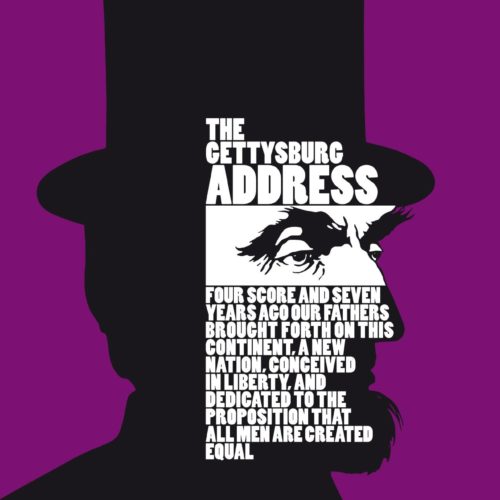 THE
GETTYSBURG
ADDRESS
FOUR SCORE AND SEVEN
YEARS AGO OUR FATHERS
BROUGHT FORTH ON THIS
CONTINENT, A NEW
NATION, CONCEIVED
IN LIBERTY, AND
DEDICATED TO THE
PROPOSITION THAT
ALL MEN ARE CREATED
EQUAL